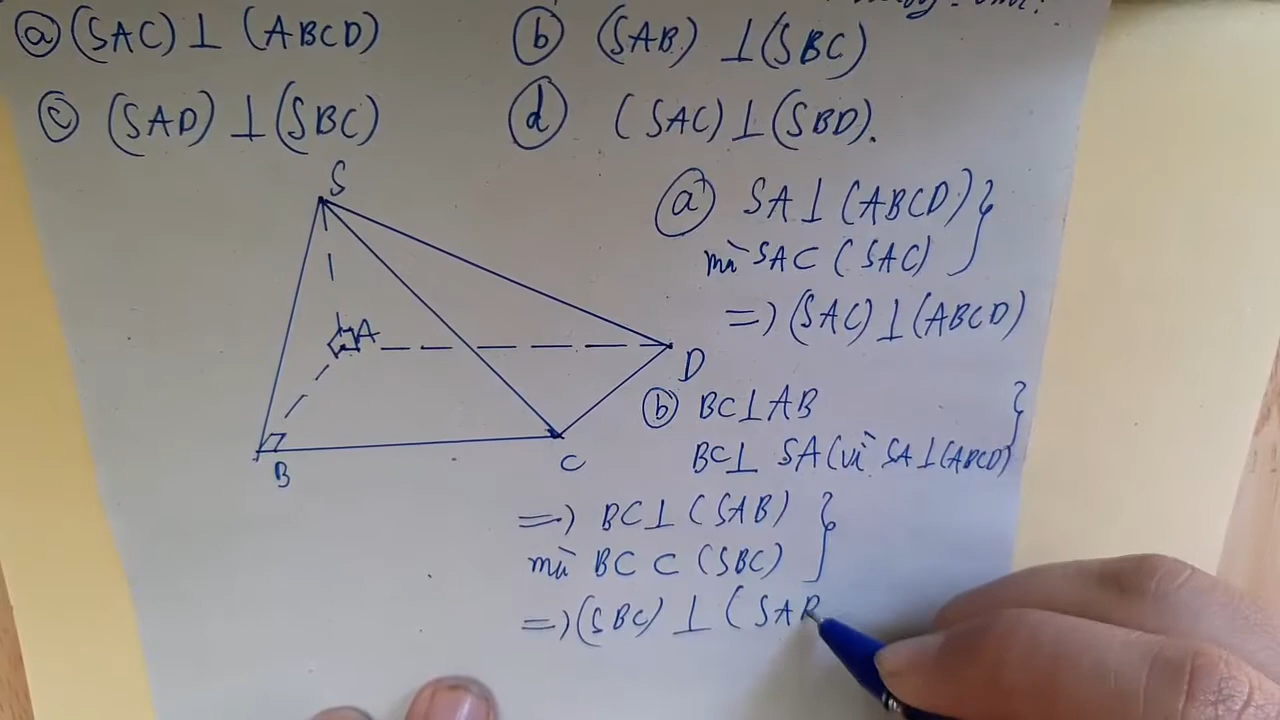 ⓐ (SAC) ⊥ (ABCD) ⓑ (SAB) ⊥ (SBC)
ⓒ (SAD) ⊥ (SBC) ⓓ (SAC) ⊥ (SBD).
S
A
B
C
D
ⓐ SA ⊥ (ABCD) }
mà SA ⊂ (SAC)
=) (SAC) ⊥ (ABCD)
ⓑ BC ⊥ AB }
BC ⊥ SA (vì SA ⊥ (ABCD)
=) BC ⊥ (SAB) }
mà BC ⊂ (SBC)
=) (SBC) ⊥ (SAB